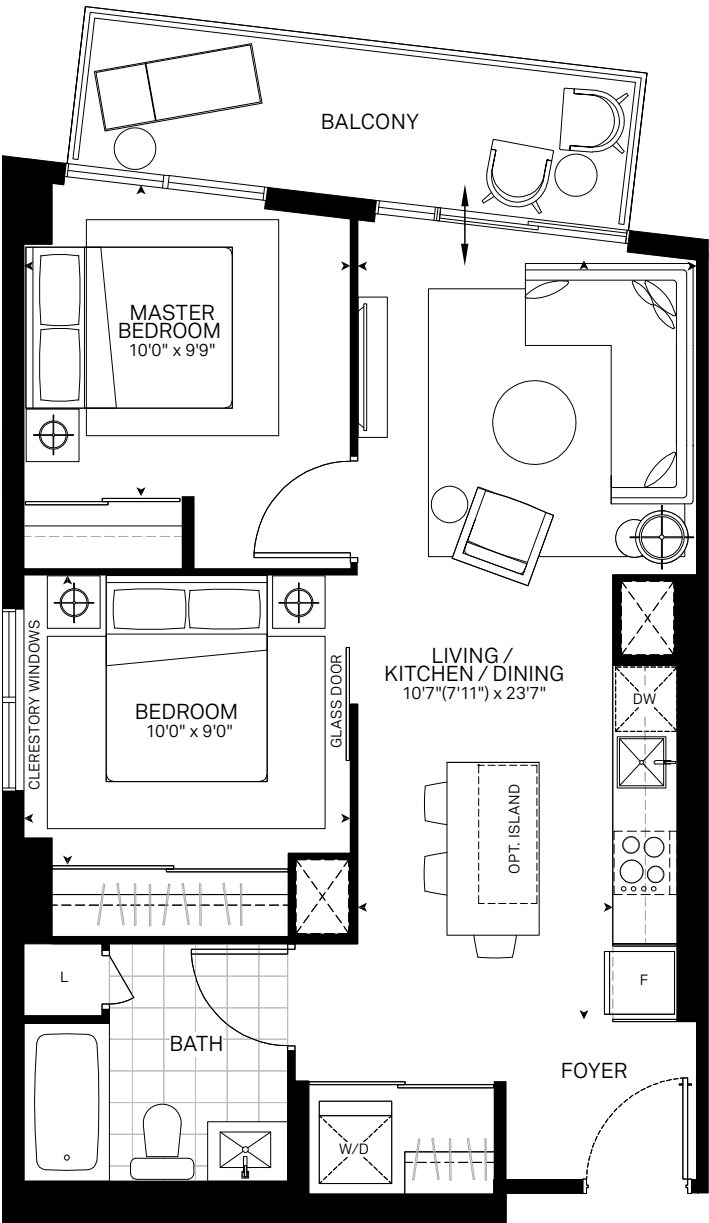 BALCONY
MASTER
BEDROOM
10'0" x 9'9"
CLERESTORY WINDOWS
BEDROOM
10'0" x 9'0"
GLASS DOOR
LIVING /
KITCHEN / DINING
10'7"(7'11") x 23'7"
DW
OPT. ISLAND
L
F
BATH
FOYER
W/D